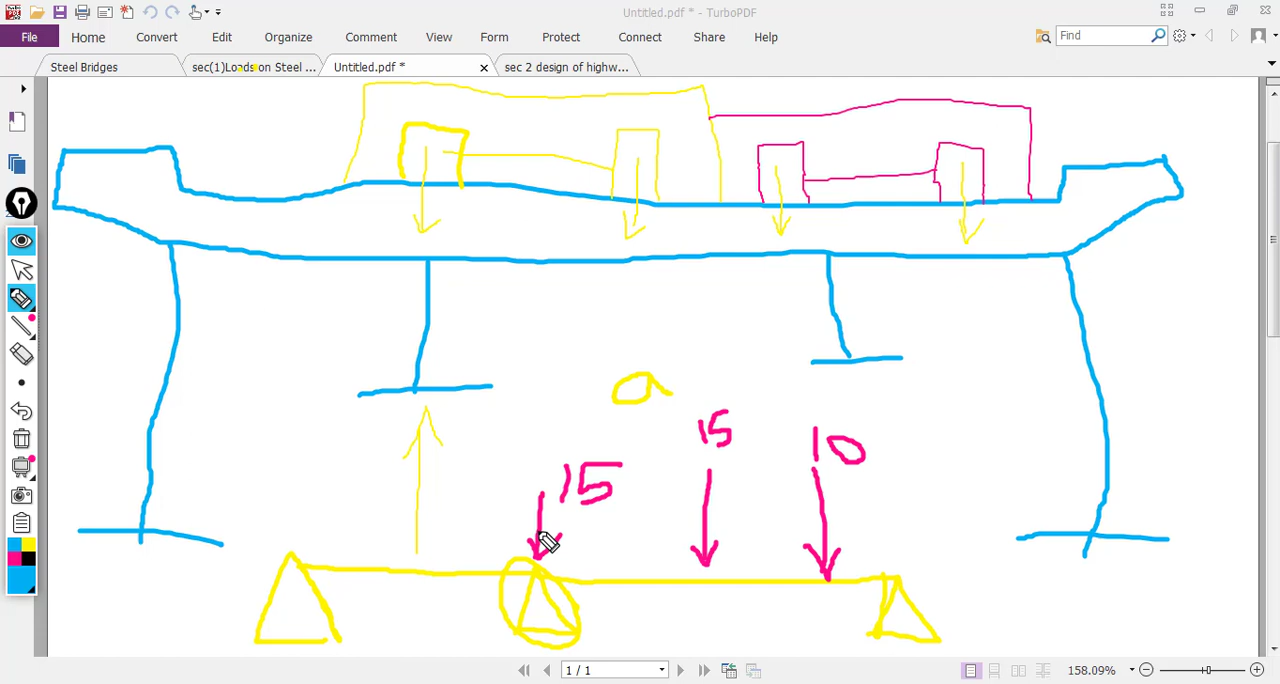 Untitled.pdf * - TurboPDF
File Home Convert Edit Organize Comment View Form Protect Connect Share Help Find
Steel Bridges sec(1)Loads on Steel ... Untitled.pdf * sec 2 design of highw...
a
15
10
15
1 / 1 158.09%